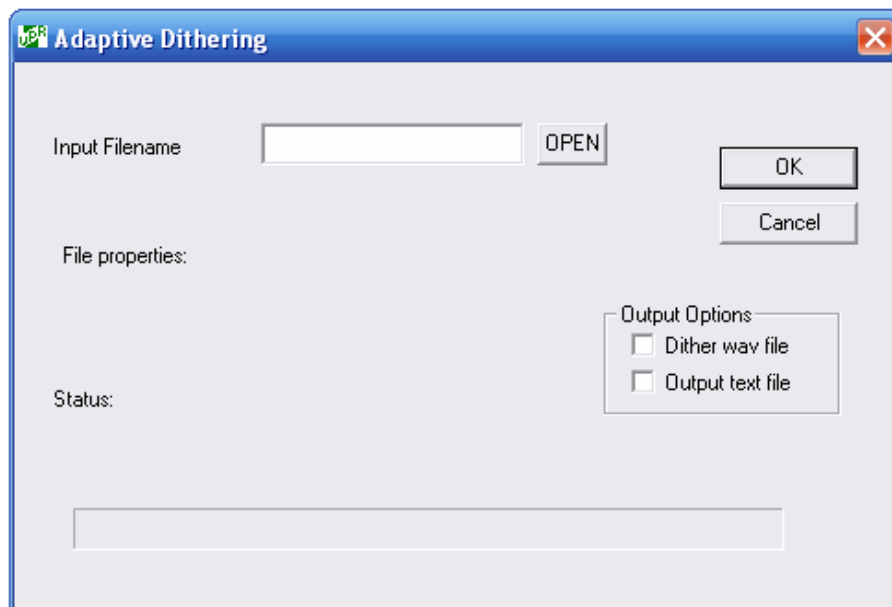 Adaptive Dithering
Input Filename
OPEN
OK
Cancel
File properties:
Output Options
Dither wav file
Output text file
Status: